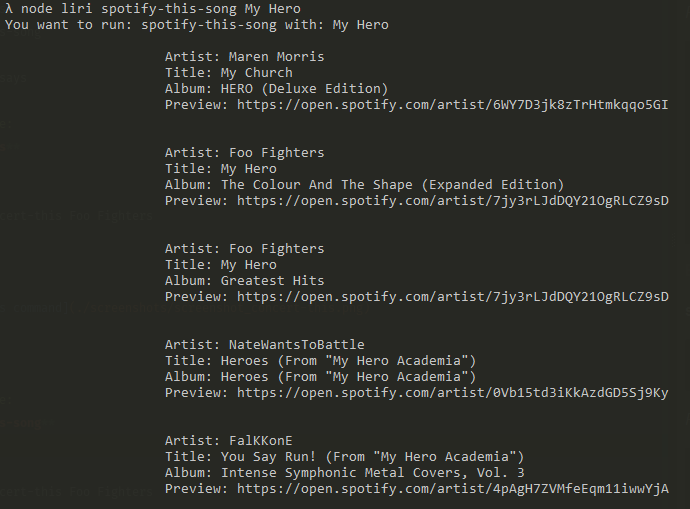 λ node liri spotify-this-song My Hero
You want to run: spotify-this-song with: My Hero
Artist: Maren Morris
Title: My Church
Album: HERO (Deluxe Edition)
Preview: https://open.spotify.com/artist/6WY7D3jk8zTrHtmkqqo5GI
Artist: Foo Fighters
Title: My Hero
Album: The Colour And The Shape (Expanded Edition)
Preview: https://open.spotify.com/artist/7jy3rLJdDQY21OgRLCZ9sD
Artist: Foo Fighters
Title: My Hero
Album: Greatest Hits
Preview: https://open.spotify.com/artist/7jy3rLJdDQY21OgRLCZ9sD
Artist: NateWantsToBattle
Title: Heroes (From "My Hero Academia")
Album: Heroes (From "My Hero Academia")
Preview: https://open.spotify.com/artist/0Vb15td3iKkAzdGD5Sj9Ky
Artist: FalKKonE
Title: You Say Run! (From "My Hero Academia")
Album: Intense Symphonic Metal Covers, Vol. 3
Preview: https://open.spotify.com/artist/4pAgH7ZVMfeEqm11iwwYjA